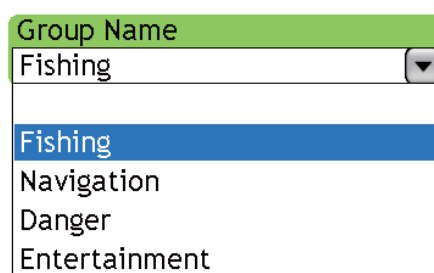 Group Name
Fishing
Fishing
Navigation
Danger
Entertainment